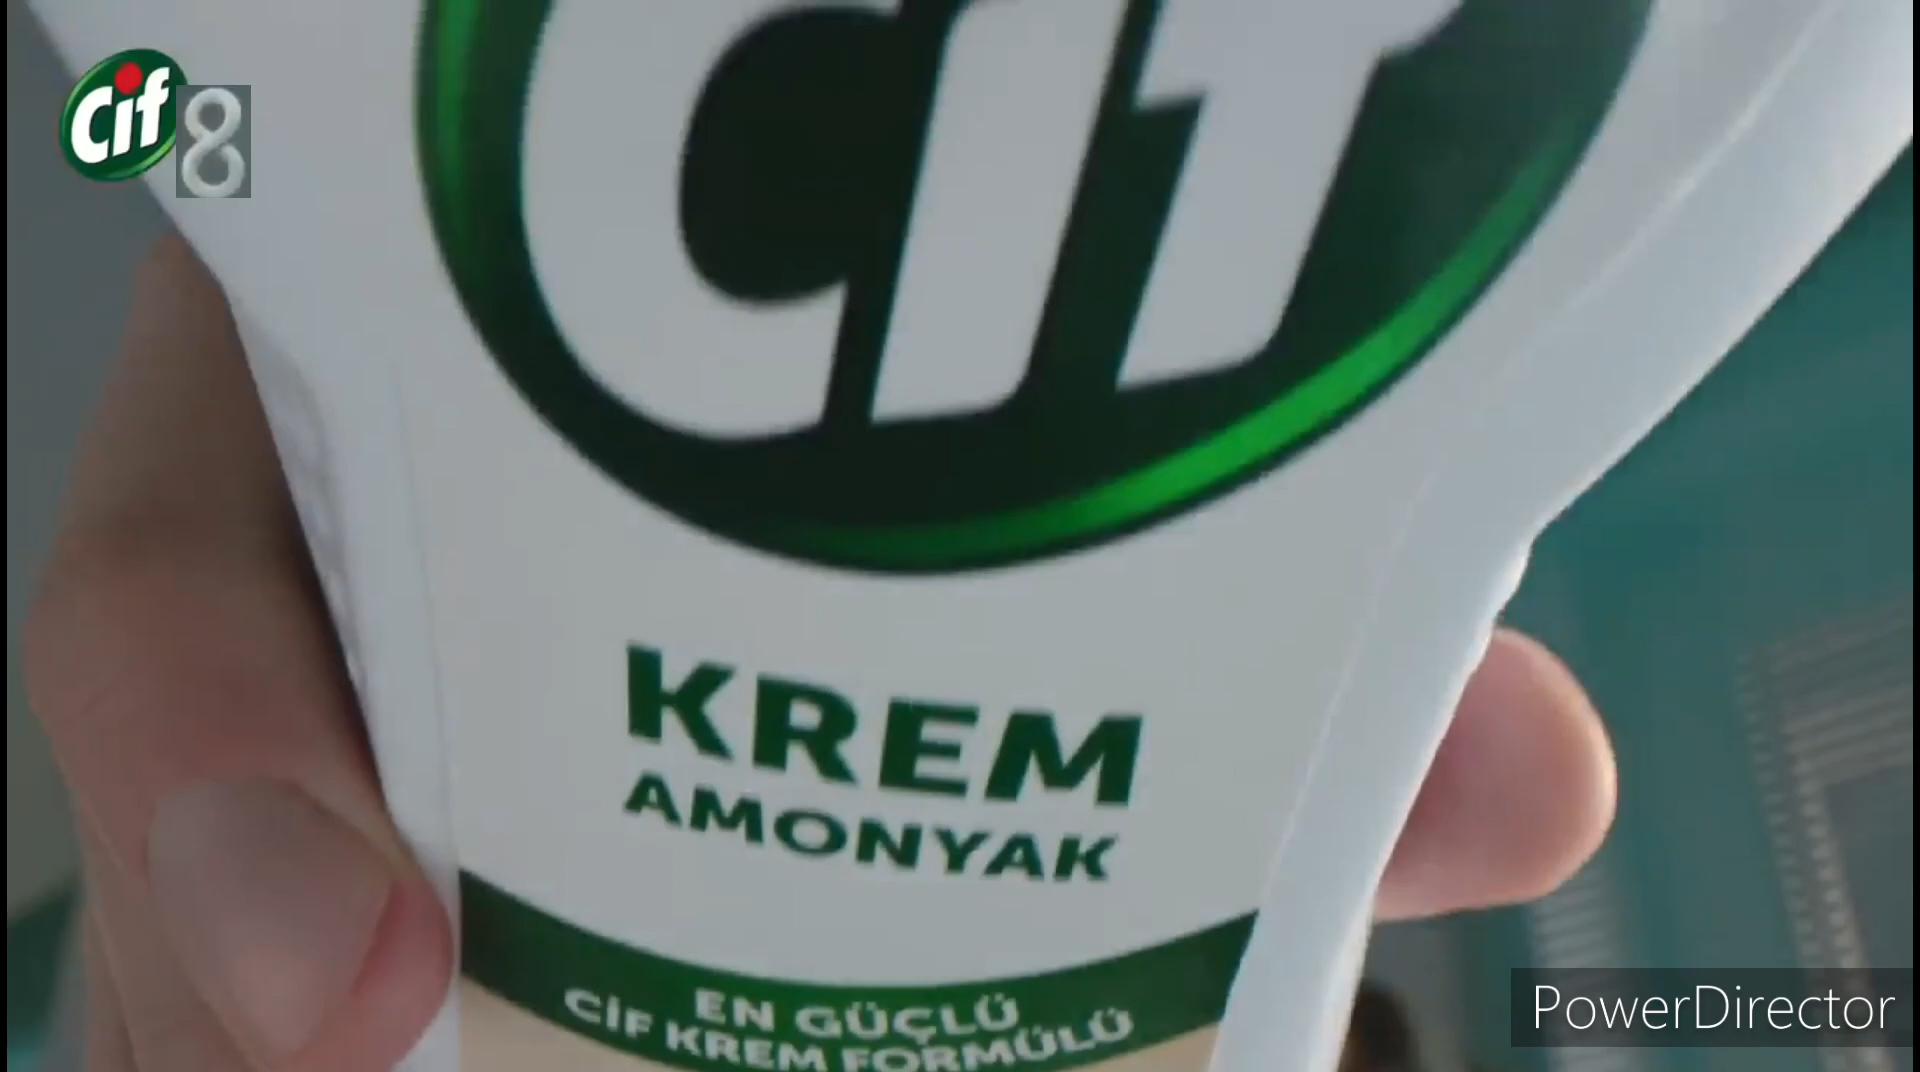 Cif
8
Cif
KREM
AMONYAK
EN GÜÇLÜ
CİF KREM FORMÜLÜ
PowerDirector